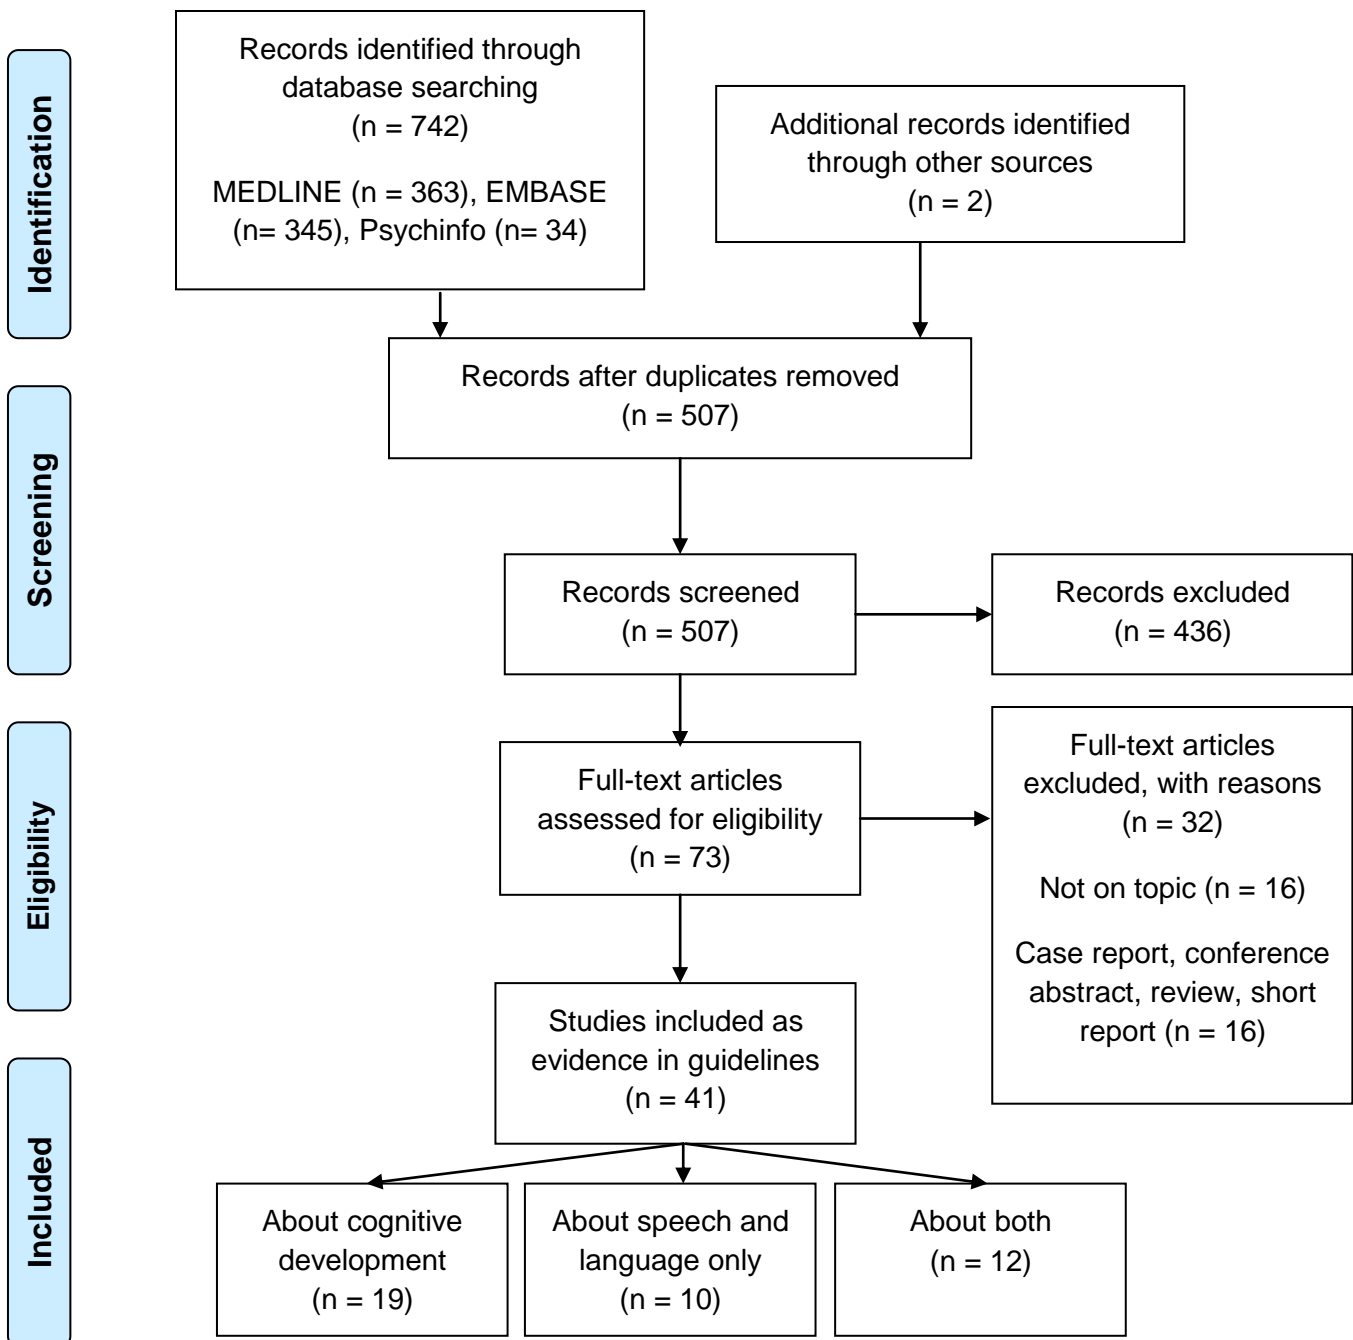 Identification
Records identified through
database searching
(n = 742)
MEDLINE (n = 363), EMBASE
(n= 345), Psychinfo (n= 34)
Additional records identified
through other sources
(n = 2)
Records after duplicates removed
(n = 507)
Screening
Records screened
(n = 507)
Records excluded
(n = 436)
Eligibility
Full-text articles
assessed for eligibility
(n = 73)
Full-text articles
excluded, with reasons
(n = 32)
Not on topic (n = 16)
Case report, conference
abstract, review, short
report (n = 16)
Studies included as
evidence in guidelines
(n = 41)
Included
About cognitive
development
(n = 19)
About speech and
language only
(n = 10)
About both
(n = 12)